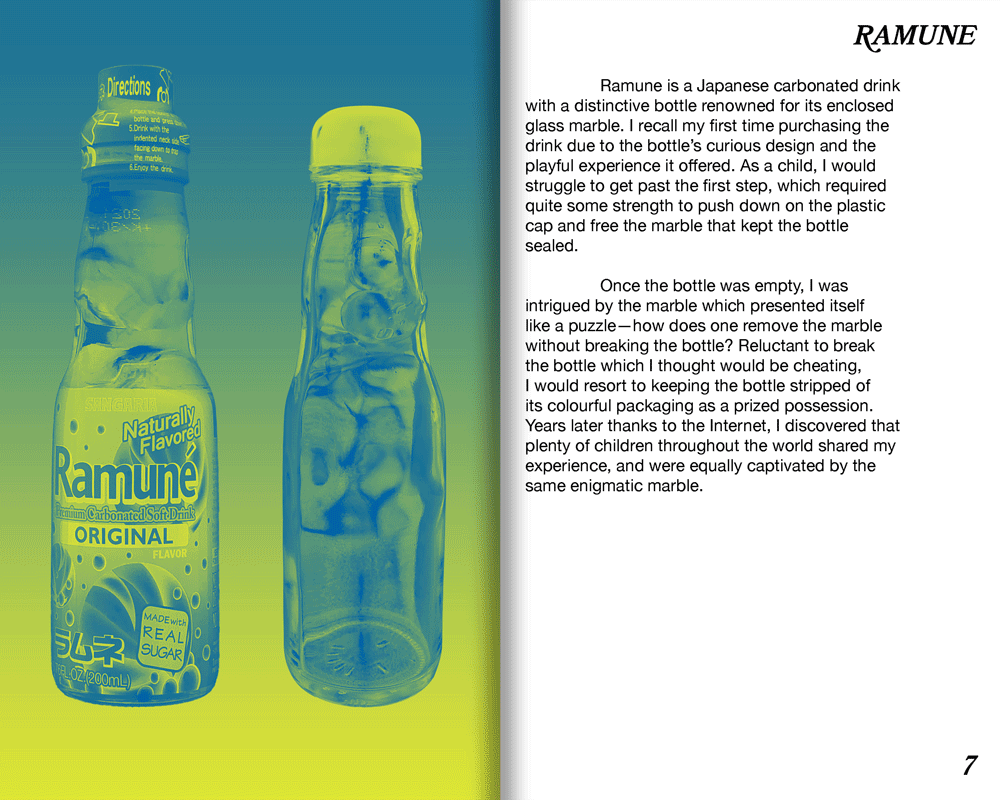 Directions
bottle and press
5.Drink with the
indented neck side
facing down to trap
the marble.
6.Enjoy the drink.
SANGARIA
Naturally
Flavored
Ramuné
Premium Carbonated Soft Drink
ORIGINAL
FLAVOR
MADE with
REAL
SUGAR
ラムネ
FL.OZ.(200mL)
RAMUNE
Ramune is a Japanese carbonated drink
with a distinctive bottle renowned for its enclosed
glass marble. I recall my first time purchasing the
drink due to the bottle’s curious design and the
playful experience it offered. As a child, I would
struggle to get past the first step, which required
quite some strength to push down on the plastic
cap and free the marble that kept the bottle
sealed.
Once the bottle was empty, I was
intrigued by the marble which presented itself
like a puzzle—how does one remove the marble
without breaking the bottle? Reluctant to break
the bottle which I thought would be cheating,
I would resort to keeping the bottle stripped of
its colourful packaging as a prized possession.
Years later thanks to the Internet, I discovered that
plenty of children throughout the world shared my
experience, and were equally captivated by the
same enigmatic marble.
7